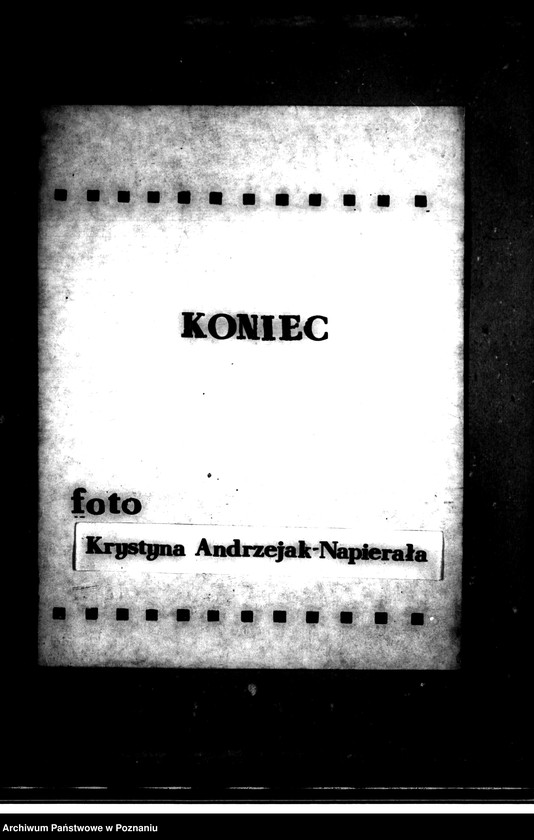 KONIEC
foto
Krystyna Andrzejak-Napierała
Archiwum Państwowe w Poznaniu